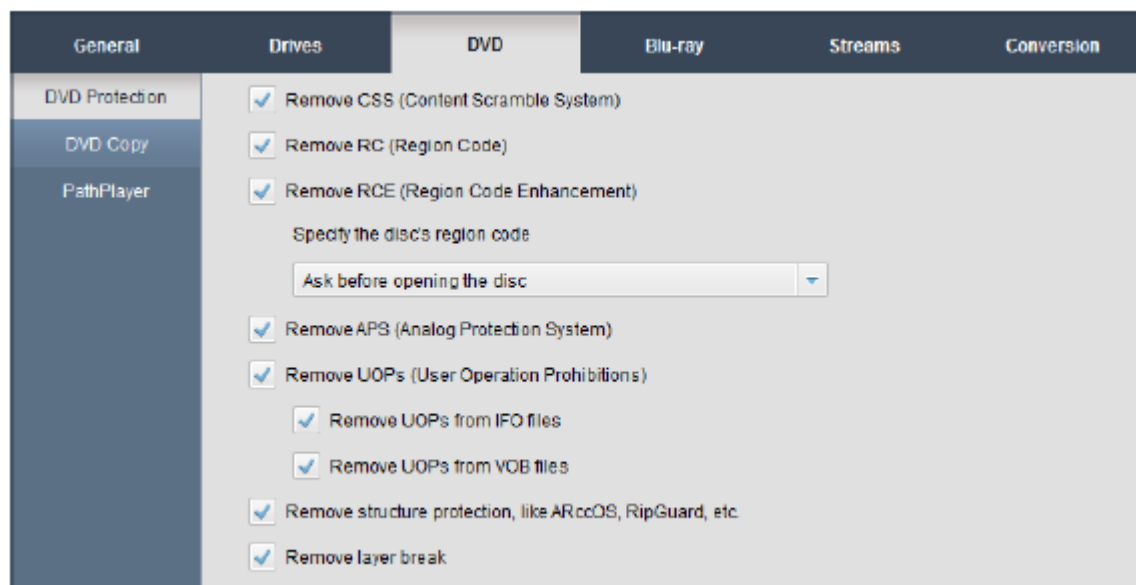 General Drives DVD Blu-ray Streams Conversion
DVD Protection
DVD Copy
PathPlayer
Remove CSS (Content Scramble System)
Remove RC (Region Code)
Remove RCE (Region Code Enhancement)
Specify the disc's region code
Ask before opening the disc
Remove APS (Analog Protection System)
Remove UOPs (User Operation Prohibitions)
Remove UOPs from IFO files
Remove UOPs from VOB files
Remove structure protection, like ARccOS, RipGuard, etc
Remove layer break